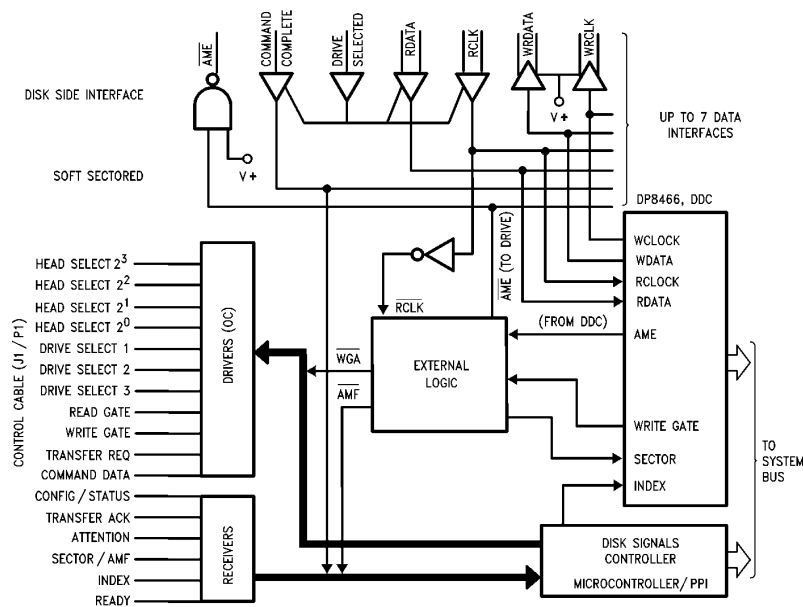 AME
COMMAND
COMPLETE
DRIVE
SELECTED
RDATA
RCLK
WRDATA
WRCLK
DISK SIDE INTERFACE
V+
UP TO 7 DATA
INTERFACES
SOFT SECTORED
V+
DP8466, DDC
HEAD SELECT 2³
HEAD SELECT 2²
HEAD SELECT 2¹
HEAD SELECT 2⁰
DRIVE SELECT 1
DRIVE SELECT 2
DRIVE SELECT 3
READ GATE
WRITE GATE
TRANSFER REQ
COMMAND DATA
CONFIG / STATUS
TRANSFER ACK
ATTENTION
SECTOR / AMF
INDEX
READY
CONTROL CABLE (J1 / P1)
DRIVERS (OC)
RECEIVERS
RCLK
AME (TO DRIVE)
WGA
AMF
EXTERNAL
LOGIC
(FROM DDC)
WCLOCK
WDATA
RCLOCK
RDATA
AME
WRITE GATE
SECTOR
INDEX
TO
SYSTEM
BUS
DISK SIGNALS
CONTROLLER
MICROCONTROLLER/PPI